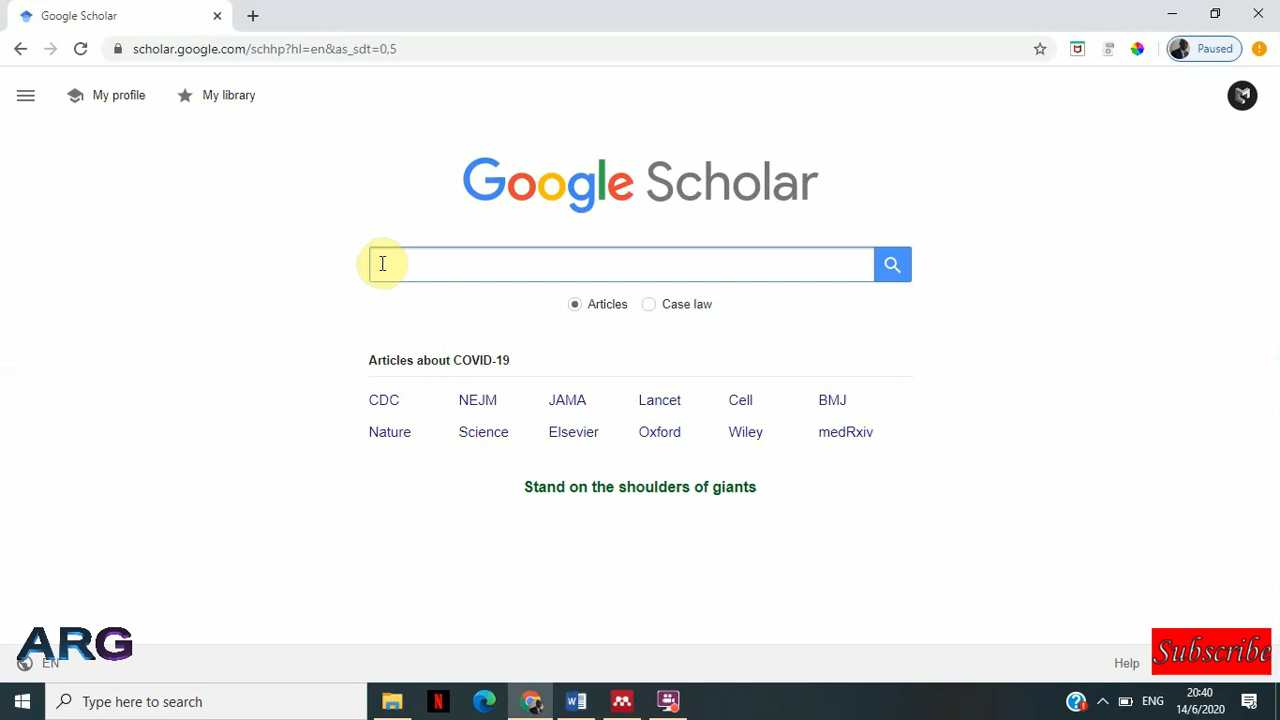 Google Scholar
scholar.google.com/schhp?hl=en&as_sdt=0,5
Paused
My profile
My library
Google Scholar
Articles
Case law
Articles about COVID-19
CDC NEJM JAMA Lancet Cell BMJ
Nature Science Elsevier Oxford Wiley medRxiv
Stand on the shoulders of giants
ARG
EN
Help
Subscribe
Type here to search
N
ENG
20:40
14/6/2020